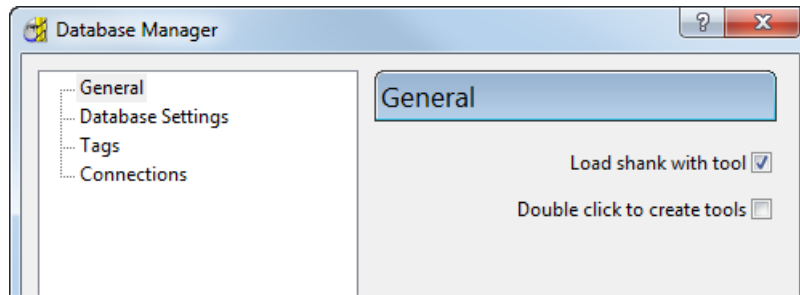 Database Manager
?
General
Database Settings
Tags
Connections
General
Load shank with tool
Double click to create tools